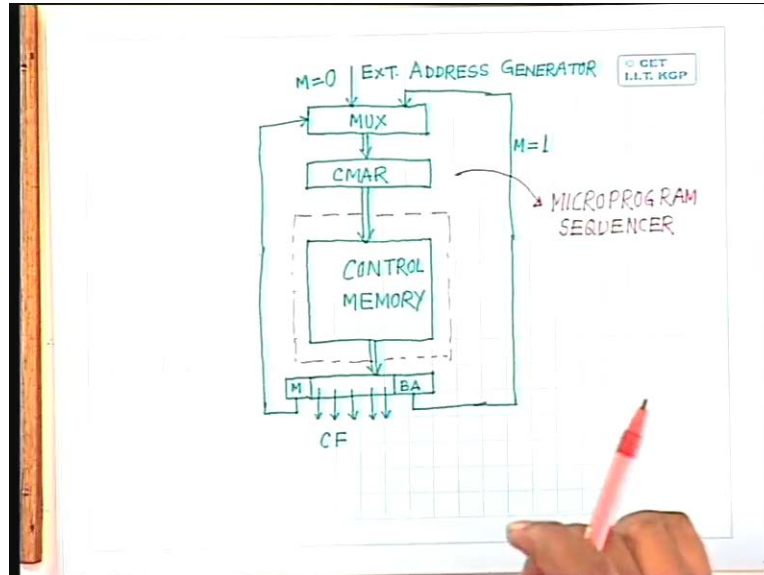 M=0
EXT. ADDRESS GENERATOR
© CET
I.I.T. KGP
MUX
M=1
CMAR
MICROPROGRAM
SEQUENCER
CONTROL
MEMORY
M
BA
CF